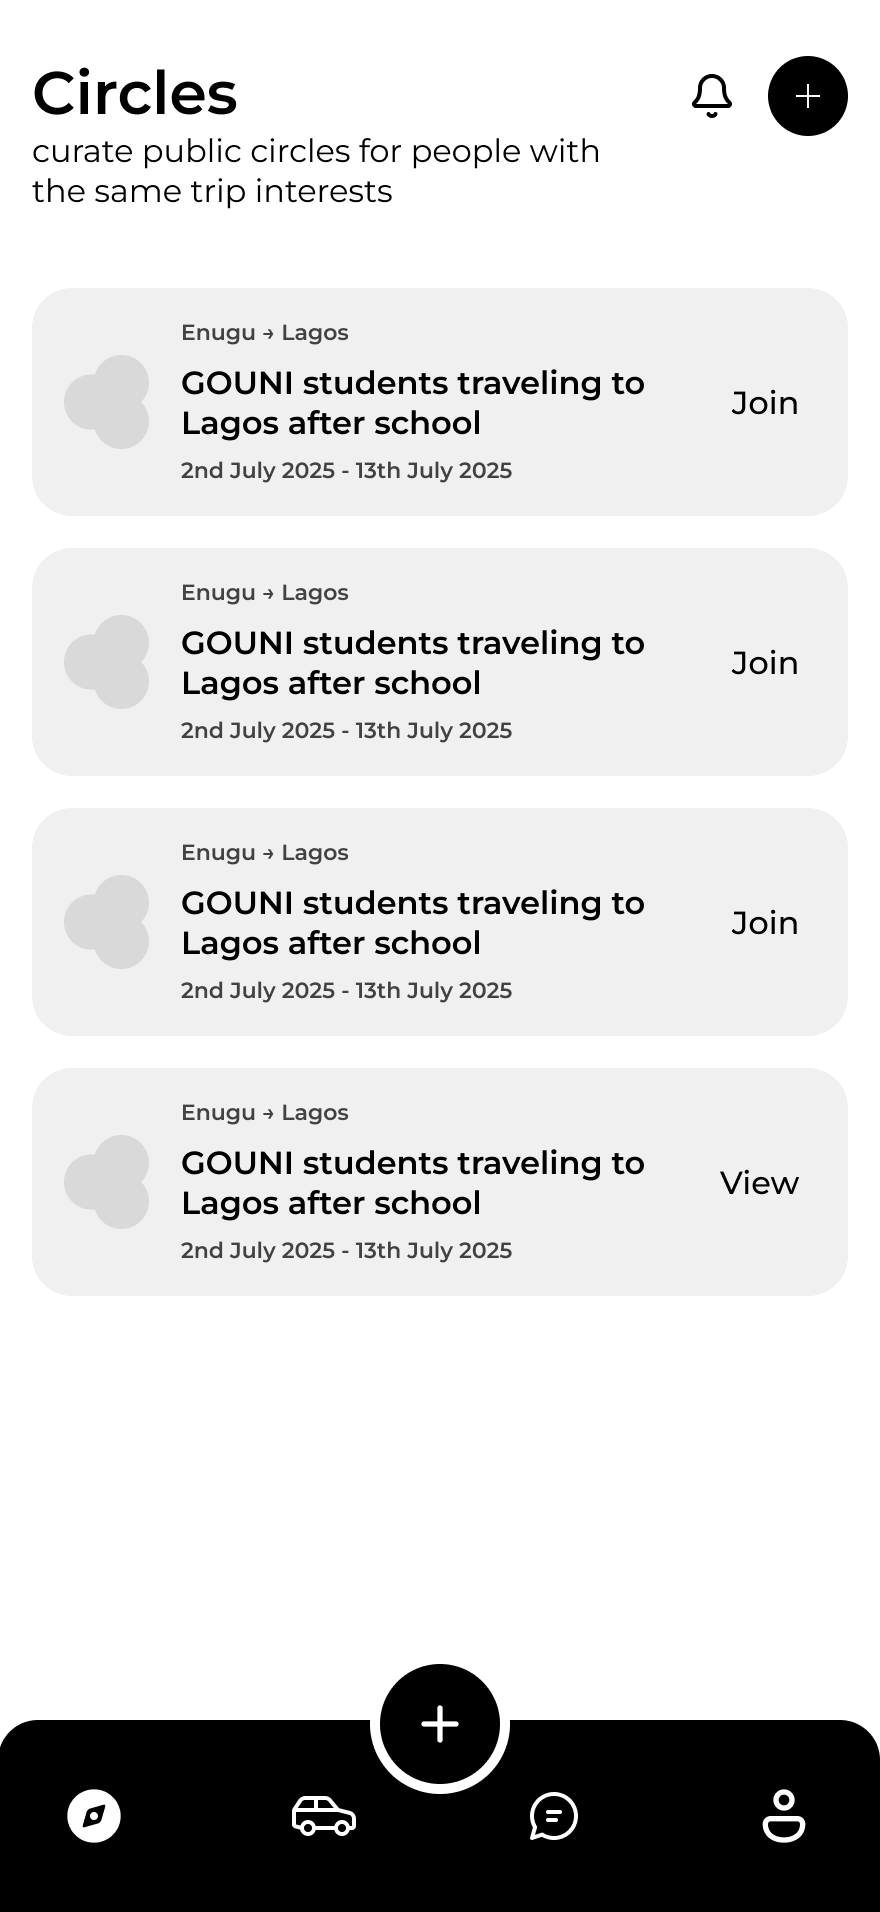 Circles
curate public circles for people with
the same trip interests
Enugu → Lagos
GOUNI students traveling to
Lagos after school
2nd July 2025 - 13th July 2025
Join
Enugu → Lagos
GOUNI students traveling to
Lagos after school
2nd July 2025 - 13th July 2025
Join
Enugu → Lagos
GOUNI students traveling to
Lagos after school
2nd July 2025 - 13th July 2025
Join
Enugu → Lagos
GOUNI students traveling to
Lagos after school
2nd July 2025 - 13th July 2025
View